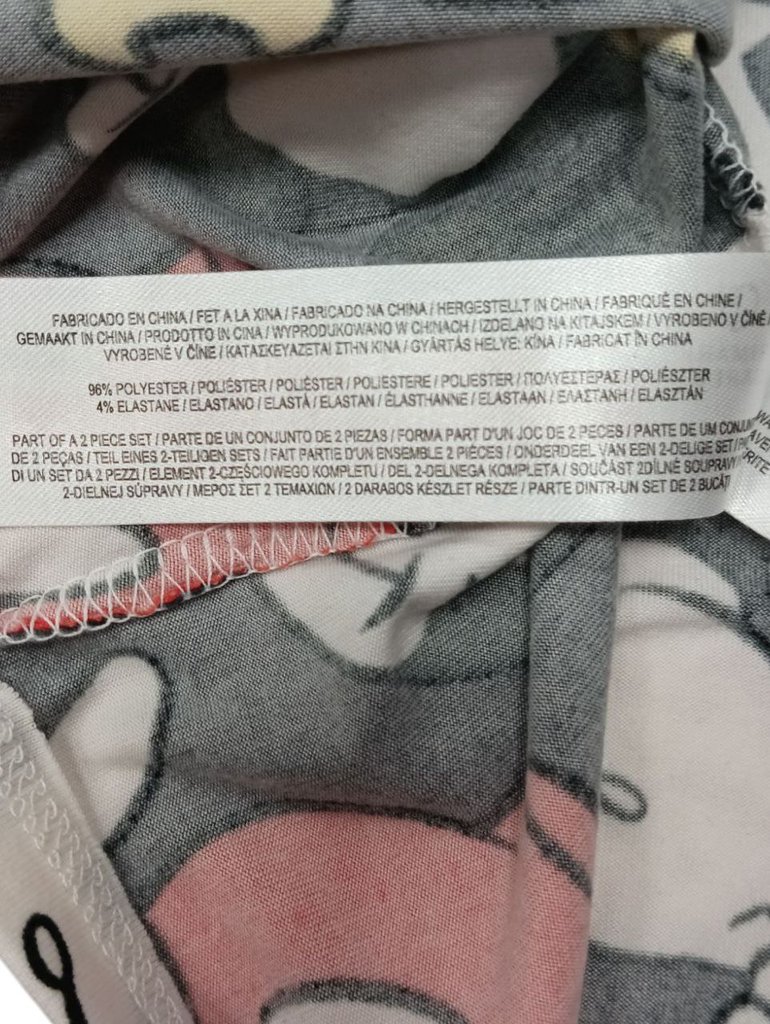 FABRICADO EN CHINA / FET A LA XINA / FABRICADO NA CHINA / HERGESTELLT IN CHINA / FABRIQUÉ EN CHINE /
GEMAAKT IN CHINA / PRODOTTO IN CINA / WYPRODUKOWANO W CHINACH / IZDELANO NA KITAJSKEM / VYROBENO V ČÍNĚ
VYROBENÉ V ČÍNE / ΚΑΤΑΣΚΕΥΑΖΕΤΑΙ ΣΤΗΝ ΚΙΝΑ / GYÁRTÁS HELYE: KÍNA / FABRICAT ÎN CHINA
96% POLYESTER / POLIÉSTER / POLIÈSTER / POLIESTERE / POLIESTER / ΠΟΛΥΕΣΤΕΡΑΣ / POLIÉSZTER
4% ELASTANE / ELASTANO / ELASTÀ / ELASTAN / ÉLASTHANNE / ELASTAAN / ΕΛΑΣΤΑΝΗ / ELASZTÁN
PART OF A 2 PIECE SET / PARTE DE UN CONJUNTO DE 2 PIEZAS / FORMA PART D'UN JOC DE 2 PECES / PARTE DE UM
DE 2 PEÇAS / TEIL EINES 2-TEILIGEN SETS / FAIT PARTIE D'UN ENSEMBLE 2 PIÈCES / ONDERDEEL VAN EEN 2-DELIGE SET /
DI UN SET DA 2 PEZZI / ELEMENT 2-CZĘŚCIOWEGO KOMPLETU / DEL 2-DELNEGA KOMPLETA / SOUČÁST 2DÍLNÉ SOUPRAVY
2-DIELNEJ SÚPRAVY / ΜΕΡΟΣ ΣΕΤ 2 ΤΕΜΑΧΙΩΝ / 2 DARABOS KÉSZLET RÉSZE / PARTE DINTR-UN SET DE 2 BUCĂȚI